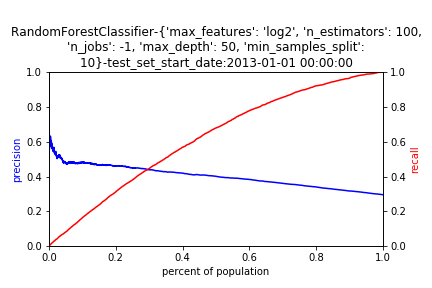 RandomForestClassifier-{'max_features': 'log2', 'n_estimators': 100,
'n_jobs': -1, 'max_depth': 50, 'min_samples_split':
10}-test_set_start_date:2013-01-01 00:00:00
1.0 1.0
0.8 0.8
0.6 0.6
precision recall
0.4 0.4
0.2 0.2
0.0 0.0
0.0 0.2 0.4 0.6 0.8 1.0
percent of population